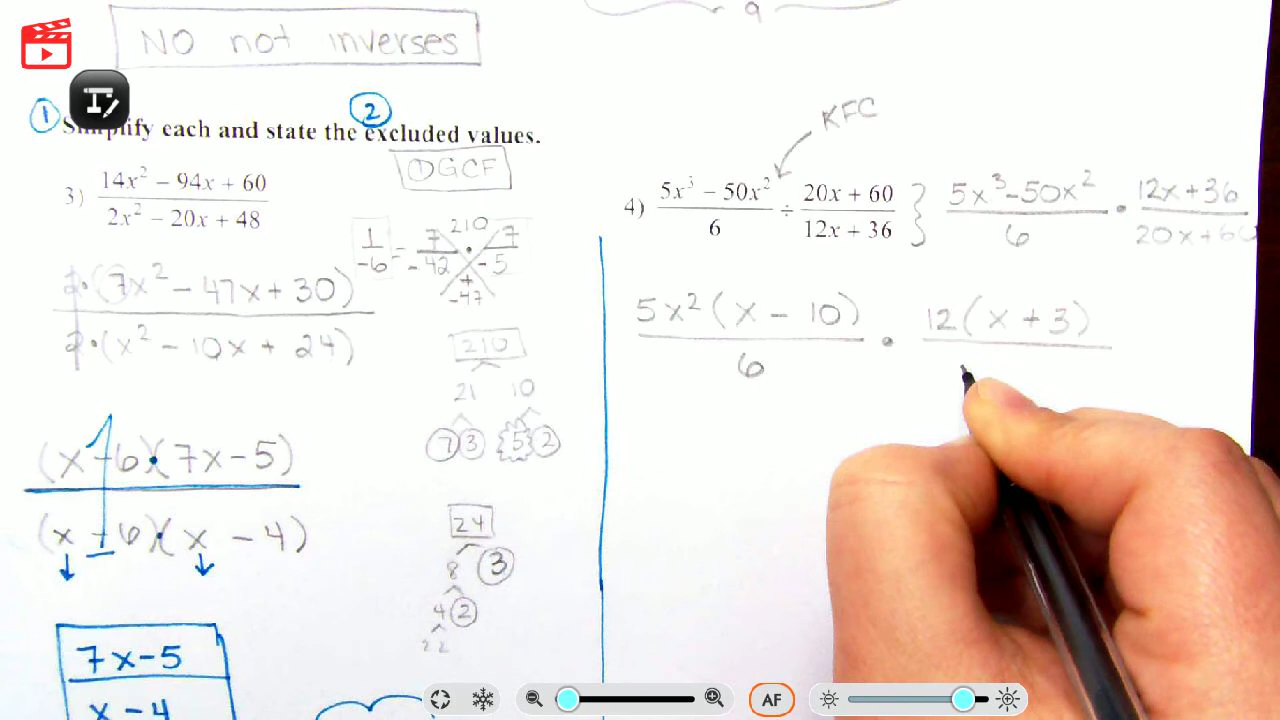 9
NO not inverses
① ②
Simplify each and state the excluded values.
① GCF
3) 14x² − 94x + 60
2x² − 20x + 48
2·(7x² − 47x + 30)
2·(x² − 10x + 24)
1/-6 = 7/-42 · 7/-5
210
+
-47
210
21 10
7 3 5 2
(x − 6)·(7x − 5)
(x − 6)·(x − 4)
24
8 3
4 2
2 2
7x − 5
x − 4
KFC
4) 5x³ − 50x² ÷ 20x + 60 } 5x³ − 50x² · 12x + 36
6 12x + 36 6 20x + 60
5x²(x − 10) · 12(x + 3)
6
AF